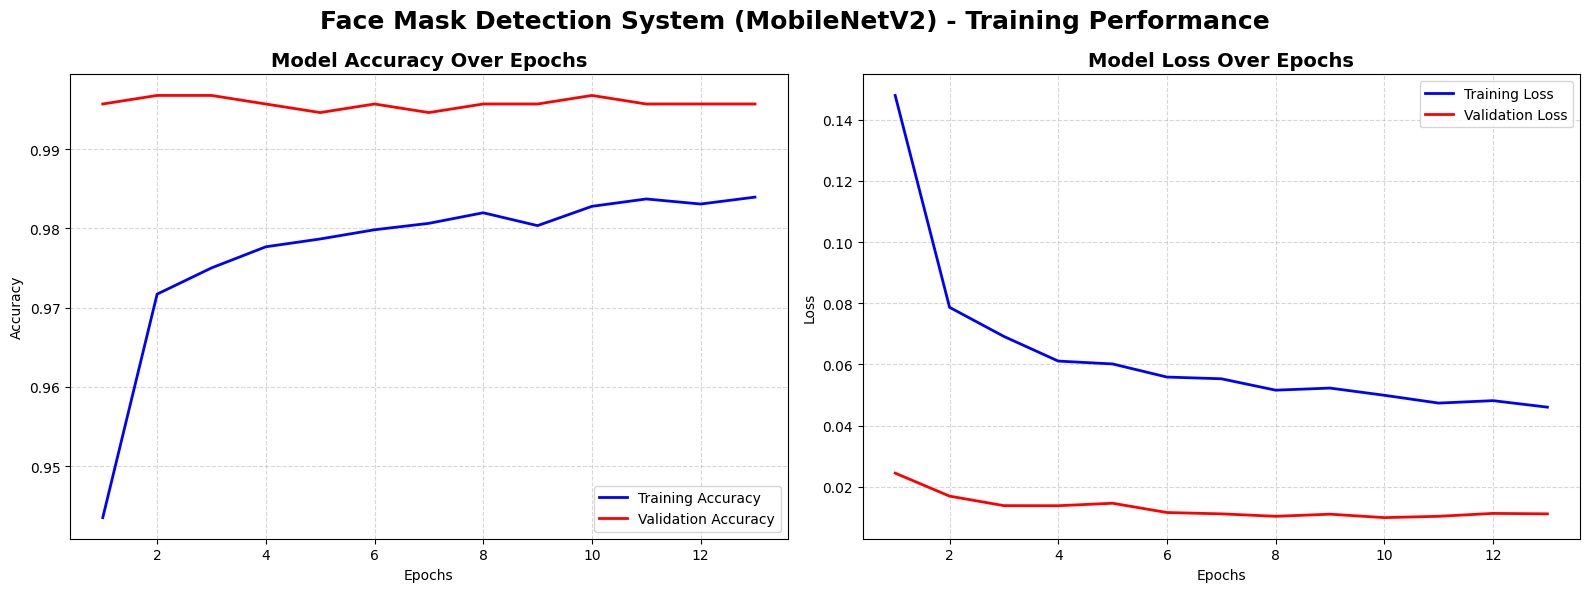 Face Mask Detection System (MobileNetV2) - Training Performance
Model Accuracy Over Epochs
Accuracy
0.99
0.98
0.97
0.96
0.95
Training Accuracy
Validation Accuracy
2 4 6 8 10 12
Epochs
Model Loss Over Epochs
Training Loss
Validation Loss
Loss
0.14
0.12
0.10
0.08
0.06
0.04
0.02
2 4 6 8 10 12
Epochs